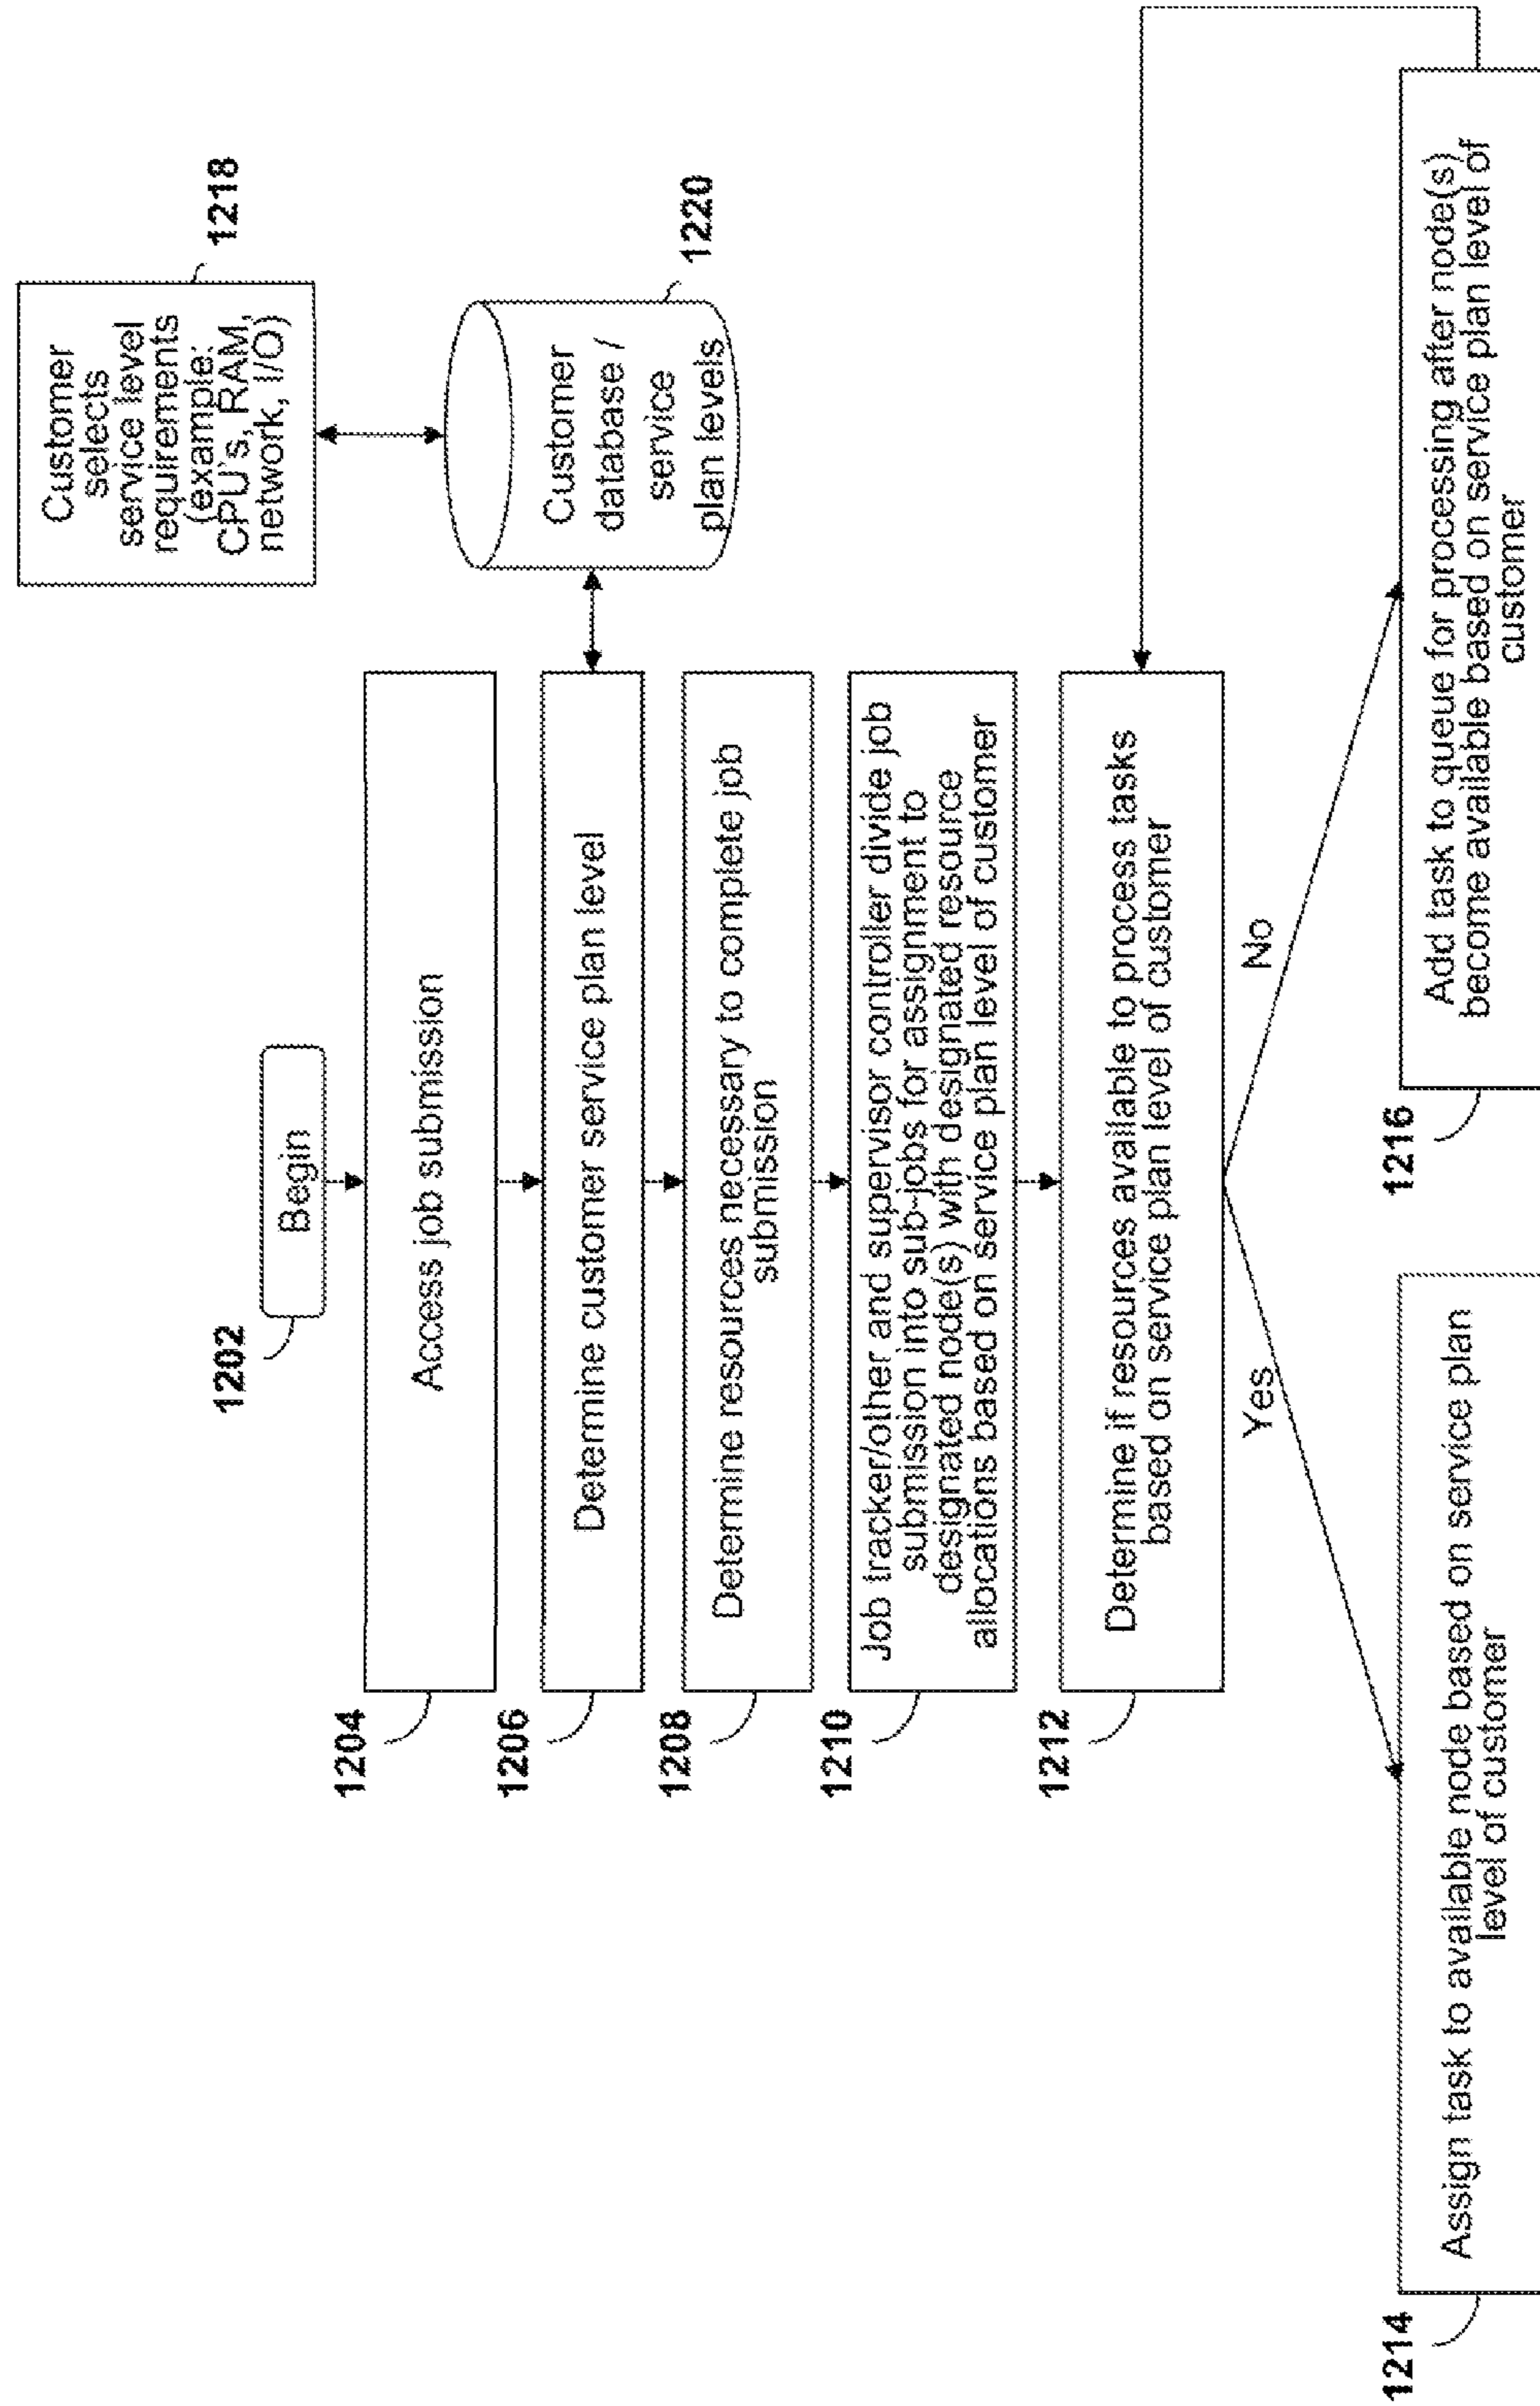 Customer
selects
service level
requirements
(example:
CPU's, RAM,
network, I/O)
1218
1202
Begin
1204
Access job submission
Customer
database /
service
plan levels
1220
1206
Determine customer service plan level
1208
Determine resources necessary to complete job
submission
1210
Job tracker/other and supervisor controller divide job
submission into sub-jobs for assignment to
designated node(s) with designated resource
allocations based on service plan level of customer
1212
Determine if resources available to process tasks
based on service plan level of customer
Yes
No
1214
Assign task to available node based on service plan
level of customer
1216
Add task to queue for processing after node(s)
become available based on service plan level of
customer